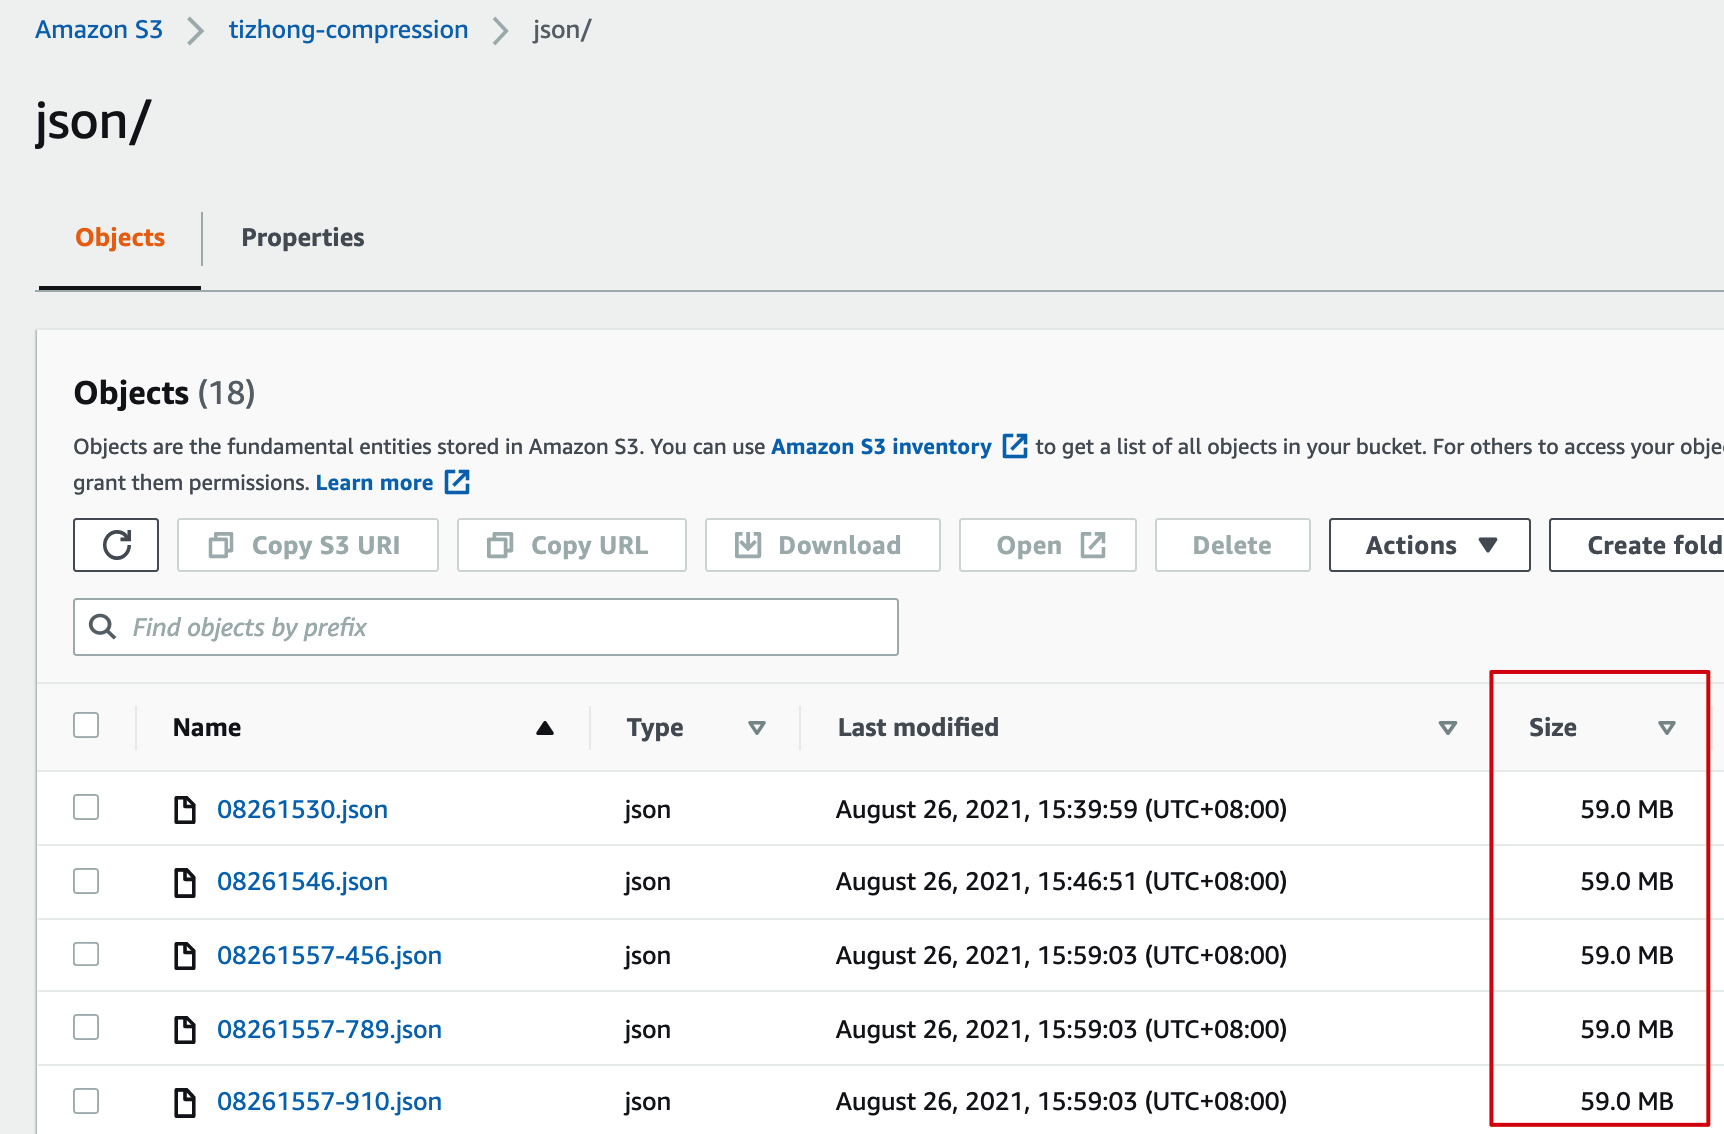 Amazon S3 > tizhong-compression > json/
json/
Objects Properties
Objects (18)
Objects are the fundamental entities stored in Amazon S3. You can use Amazon S3 inventory to get a list of all objects in your bucket. For others to access your obje
grant them permissions. Learn more
Copy S3 URI Copy URL Download Open Delete Actions Create fold
Find objects by prefix
Name Type Last modified Size
08261530.json json August 26, 2021, 15:39:59 (UTC+08:00) 59.0 MB
08261546.json json August 26, 2021, 15:46:51 (UTC+08:00) 59.0 MB
08261557-456.json json August 26, 2021, 15:59:03 (UTC+08:00) 59.0 MB
08261557-789.json json August 26, 2021, 15:59:03 (UTC+08:00) 59.0 MB
08261557-910.json json August 26, 2021, 15:59:03 (UTC+08:00) 59.0 MB